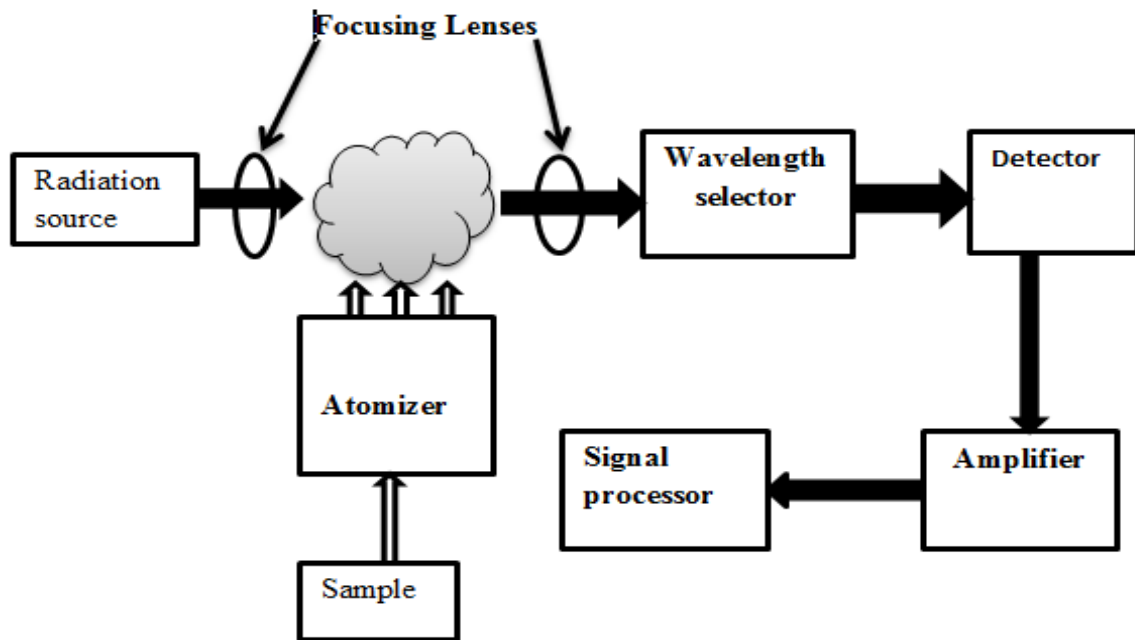 Focusing Lenses
Radiation
source
Wavelength
selector
Detector
Atomizer
Signal
processor
Amplifier
Sample